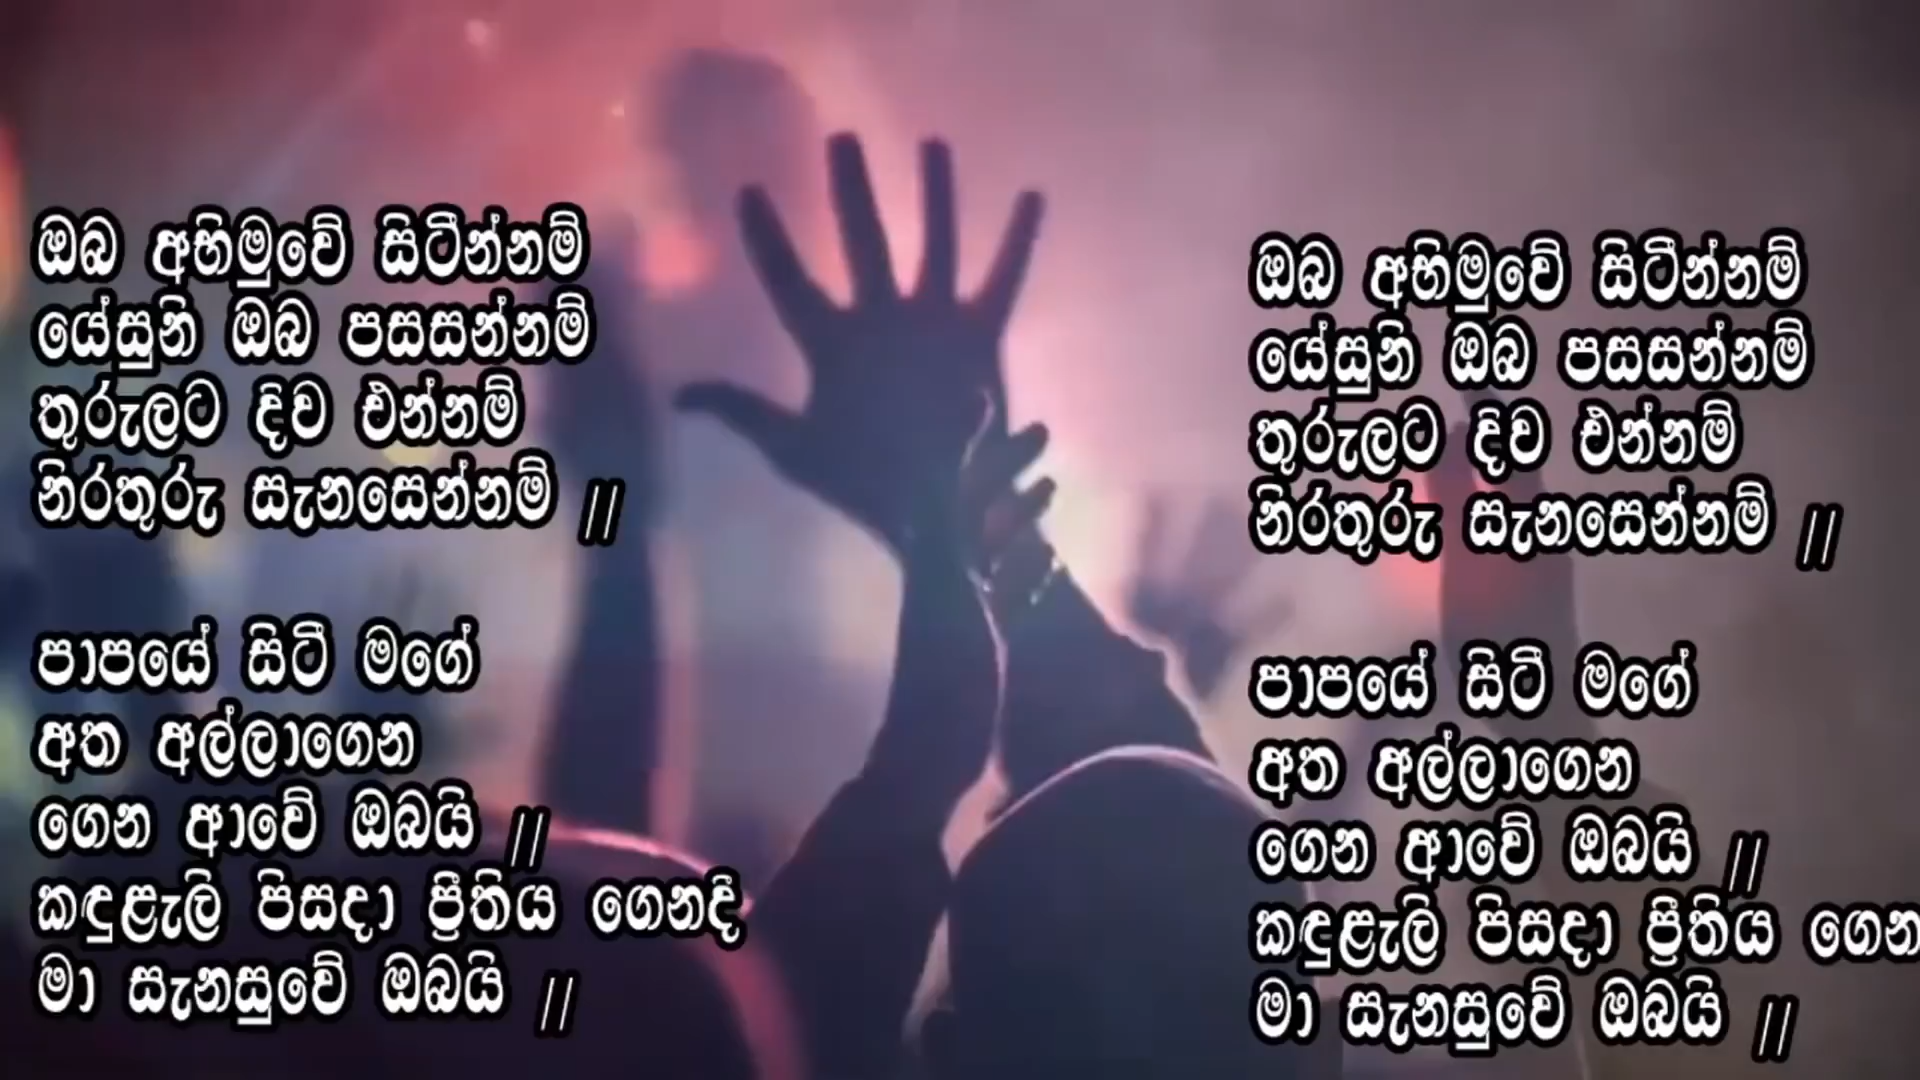 ඔබ අභිමුවේ සිටින්නම්
යේසුනි ඔබ පසසන්නම්
තුරුලට දිව එන්නම්
නිරතුරු සැනසෙන්නම් //
පාපයේ සිටී මගේ
අත අල්ලාගෙන
ගෙන ආවේ ඔබයි //
කඳුළැලි පිසදා ප්‍රීතිය ගෙනදී
මා සැනසුවේ ඔබයි //
ඔබ අභිමුවේ සිටින්නම්
යේසුනි ඔබ පසසන්නම්
තුරුලට දිව එන්නම්
නිරතුරු සැනසෙන්නම් //
පාපයේ සිටී මගේ
අත අල්ලාගෙන
ගෙන ආවේ ඔබයි //
කඳුළැලි පිසදා ප්‍රීතිය ගෙන
මා සැනසුවේ ඔබයි //